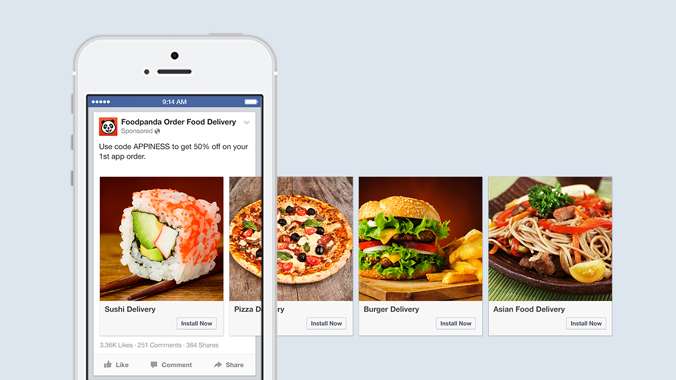 9:14 AM
Foodpanda Order Food Delivery
Sponsored
Use code APPINESS to get 50% off on your
1st app order.
Sushi Delivery
Install Now
Pizza Delivery
Install Now
Burger Delivery
Install Now
Asian Food Delivery
Install Now
3.36K Likes · 251 Comments · 384 Shares
Like
Comment
Share